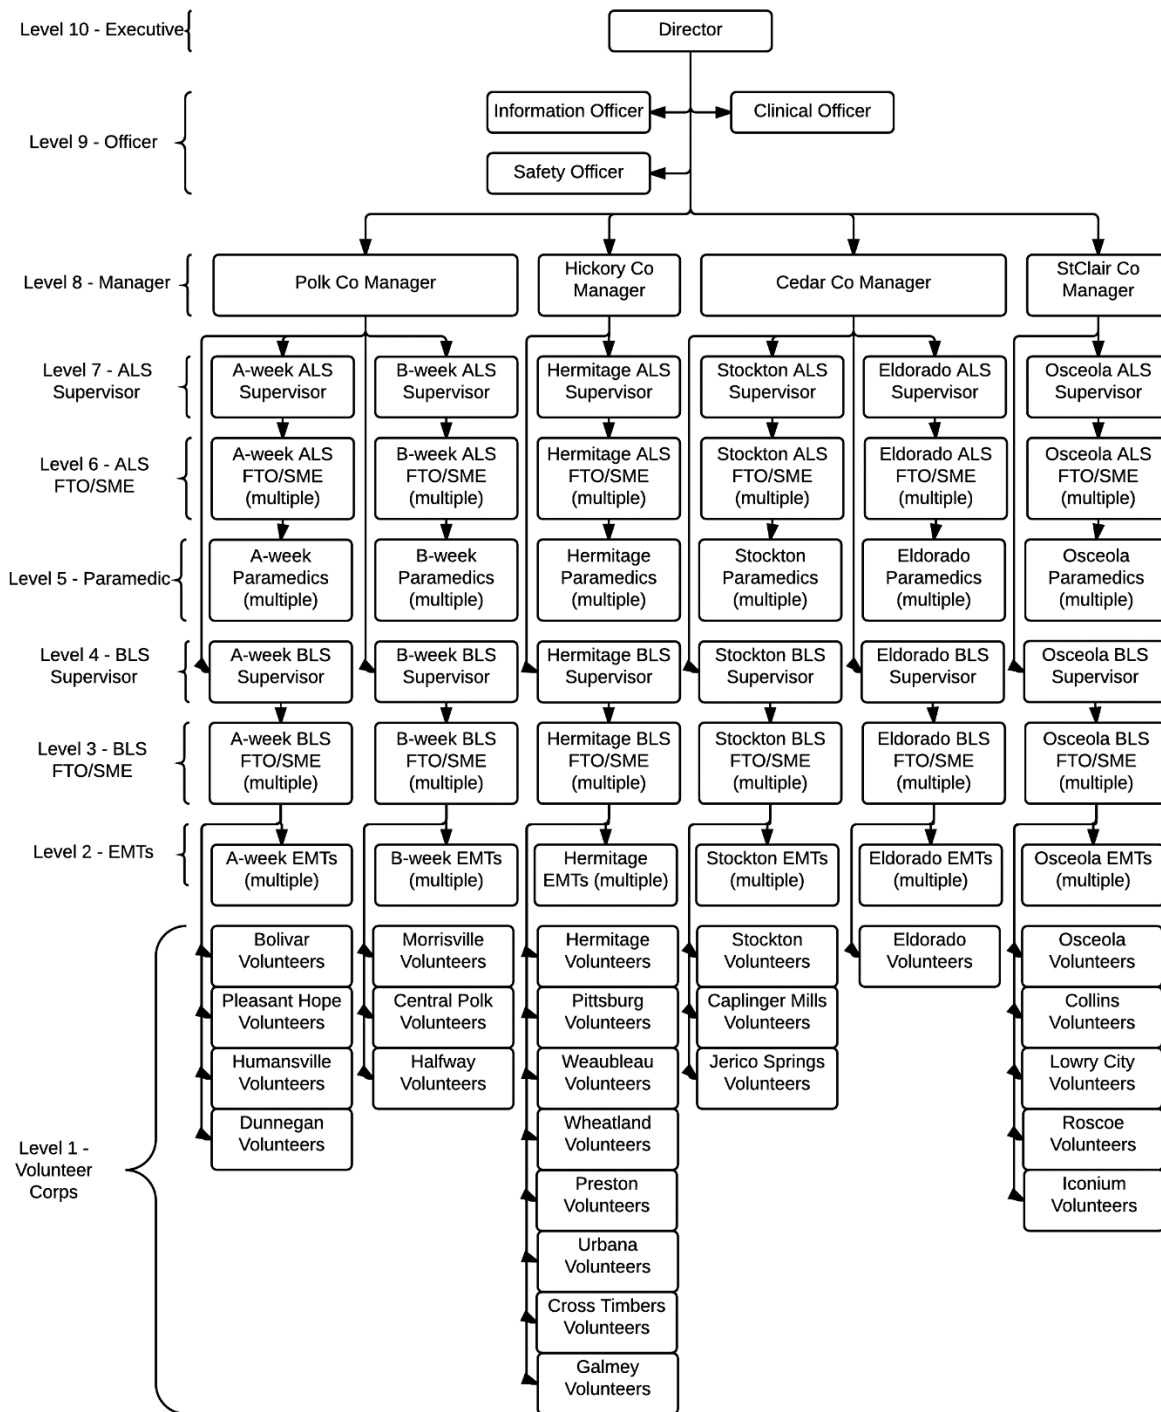 Level 10 - Executive
Director
Information Officer
Clinical Officer
Level 9 - Officer
Safety Officer
Level 8 - Manager
Polk Co Manager
Hickory Co
Manager
Cedar Co Manager
StClair Co
Manager
Level 7 - ALS
Supervisor
A-week ALS
Supervisor
B-week ALS
Supervisor
Hermitage ALS
Supervisor
Stockton ALS
Supervisor
Eldorado ALS
Supervisor
Osceola ALS
Supervisor
Level 6 - ALS
FTO/SME
A-week ALS
FTO/SME
(multiple)
B-week ALS
FTO/SME
(multiple)
Hermitage ALS
FTO/SME
(multiple)
Stockton ALS
FTO/SME
(multiple)
Eldorado ALS
FTO/SME
(multiple)
Osceola ALS
FTO/SME
(multiple)
Level 5 - Paramedic
A-week
Paramedics
(multiple)
B-week
Paramedics
(multiple)
Hermitage
Paramedics
(multiple)
Stockton
Paramedics
(multiple)
Eldorado
Paramedics
(multiple)
Osceola
Paramedics
(multiple)
Level 4 - BLS
Supervisor
A-week BLS
Supervisor
B-week BLS
Supervisor
Hermitage BLS
Supervisor
Stockton BLS
Supervisor
Eldorado BLS
Supervisor
Osceola BLS
Supervisor
Level 3 - BLS
FTO/SME
A-week BLS
FTO/SME
(multiple)
B-week BLS
FTO/SME
(multiple)
Hermitage BLS
FTO/SME
(multiple)
Stockton BLS
FTO/SME
(multiple)
Eldorado BLS
FTO/SME
(multiple)
Osceola BLS
FTO/SME
(multiple)
Level 2 - EMTs
A-week EMTs
(multiple)
B-week EMTs
(multiple)
Hermitage
EMTs (multiple)
Stockton EMTs
(multiple)
Eldorado EMTs
(multiple)
Osceola EMTs
(multiple)
Level 1 -
Volunteer
Corps
Bolivar
Volunteers
Pleasant Hope
Volunteers
Humansville
Volunteers
Dunnegan
Volunteers
Morrisville
Volunteers
Central Polk
Volunteers
Halfway
Volunteers
Hermitage
Volunteers
Pittsburg
Volunteers
Weaubleau
Volunteers
Wheatland
Volunteers
Preston
Volunteers
Urbana
Volunteers
Cross Timbers
Volunteers
Galmey
Volunteers
Stockton
Volunteers
Caplinger Mills
Volunteers
Jerico Springs
Volunteers
Eldorado
Volunteers
Osceola
Volunteers
Collins
Volunteers
Lowry City
Volunteers
Roscoe
Volunteers
Iconium
Volunteers